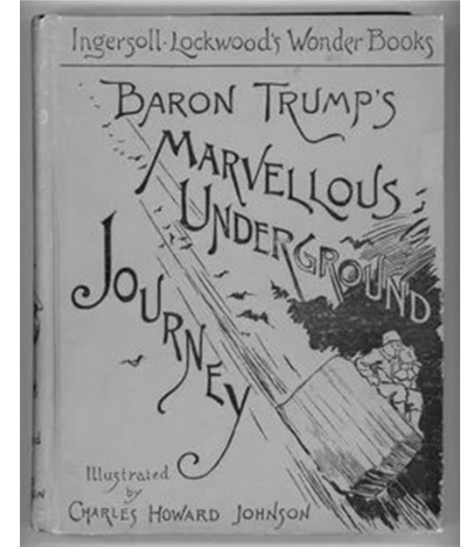 Ingersoll-Lockwood's Wonder Books
BARON TRUMP'S
MARVELLOUS
UNDERGROUND
JOURNEY
Illustrated
by
CHARLES HOWARD JOHNSON